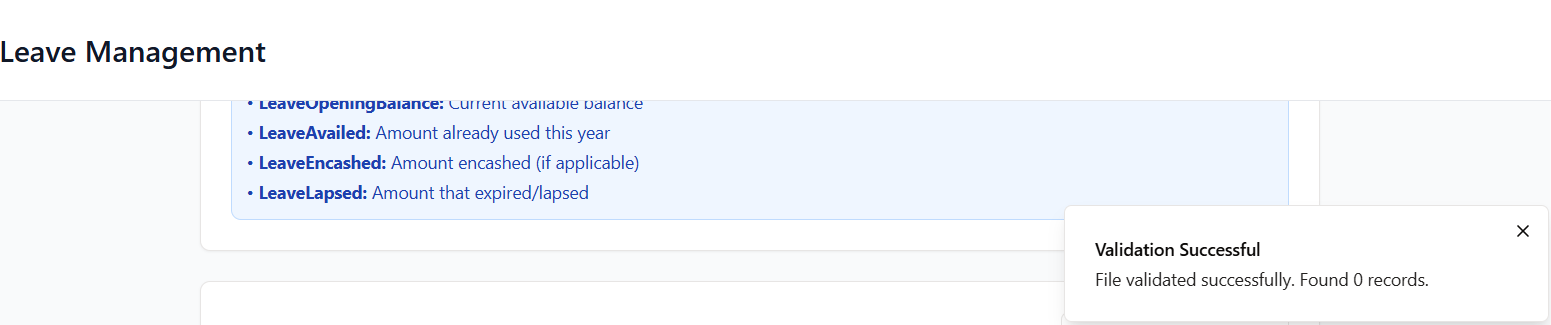 Leave Management
• LeaveOpeningBalance: Current available balance
• LeaveAvailed: Amount already used this year
• LeaveEncashed: Amount encashed (if applicable)
• LeaveLapsed: Amount that expired/lapsed
Validation Successful
File validated successfully. Found 0 records.